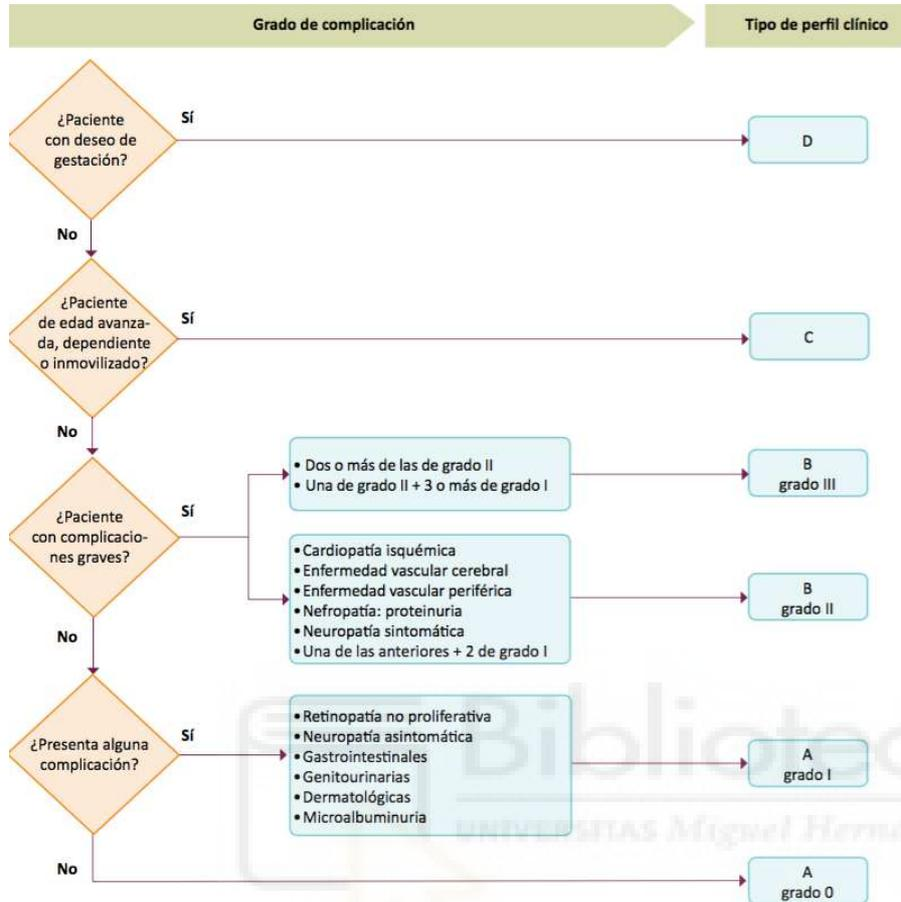 Grado de complicación
Tipo de perfil clínico
¿Paciente
con deseo de
gestación?
Sí
D
No
¿Paciente
de edad avanza-
da, dependiente
o inmovilizado?
Sí
C
No
¿Paciente
con complicacio-
nes graves?
Sí
• Dos o más de las de grado II
• Una de grado II + 3 o más de grado I
B
grado III
• Cardiopatía isquémica
• Enfermedad vascular cerebral
• Enfermedad vascular periférica
• Nefropatía: proteinuria
• Neuropatía sintomática
• Una de las anteriores + 2 de grado I
B
grado II
No
¿Presenta alguna
complicación?
Sí
• Retinopatía no proliferativa
• Neuropatía asintomática
• Gastrointestinales
• Genitourinarias
• Dermatológicas
• Microalbuminuria
A
grado I
No
A
grado 0
Bibliotec
UNIVERSITAS Miguel Hern